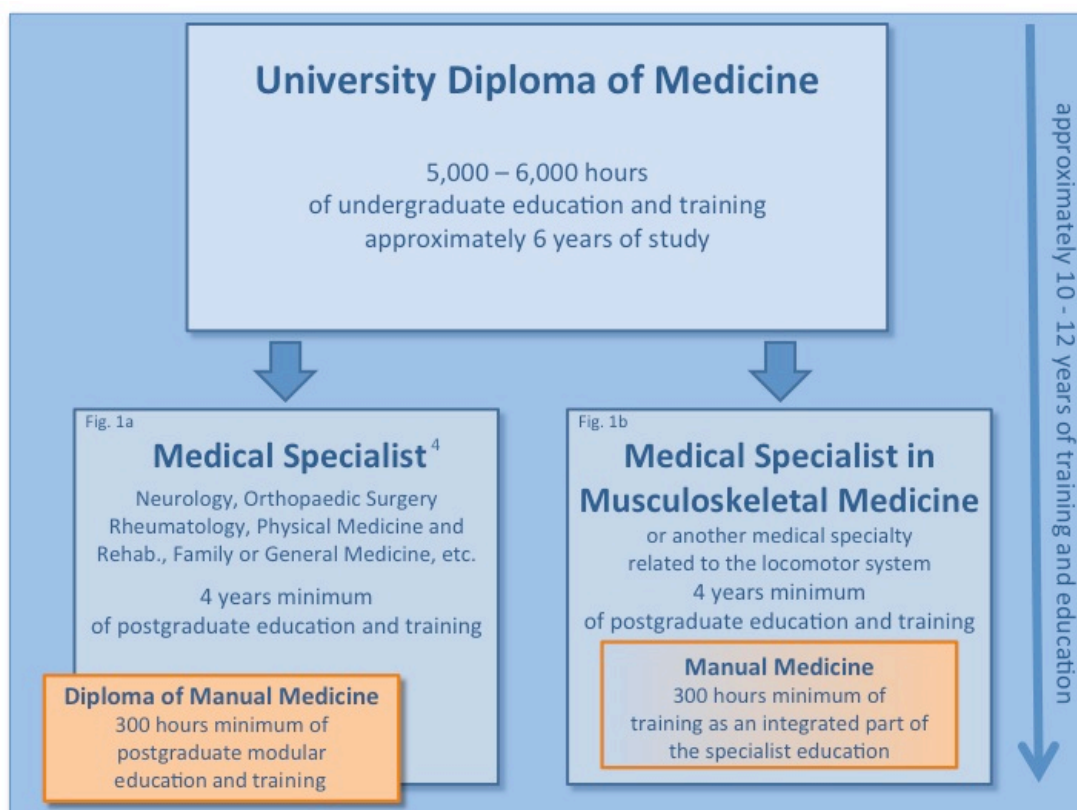 University Diploma of Medicine
5,000 – 6,000 hours
of undergraduate education and training
approximately 6 years of study
approximately 10 - 12 years of training and education
Fig. 1a
Medical Specialist 4
Neurology, Orthopaedic Surgery
Rheumatology, Physical Medicine and
Rehab., Family or General Medicine, etc.
4 years minimum
of postgraduate education and training
Diploma of Manual Medicine
300 hours minimum of
postgraduate modular
education and training
Fig. 1b
Medical Specialist in
Musculoskeletal Medicine
or another medical specialty
related to the locomotor system
4 years minimum
of postgraduate education and training
Manual Medicine
300 hours minimum of
training as an integrated part of
the specialist education